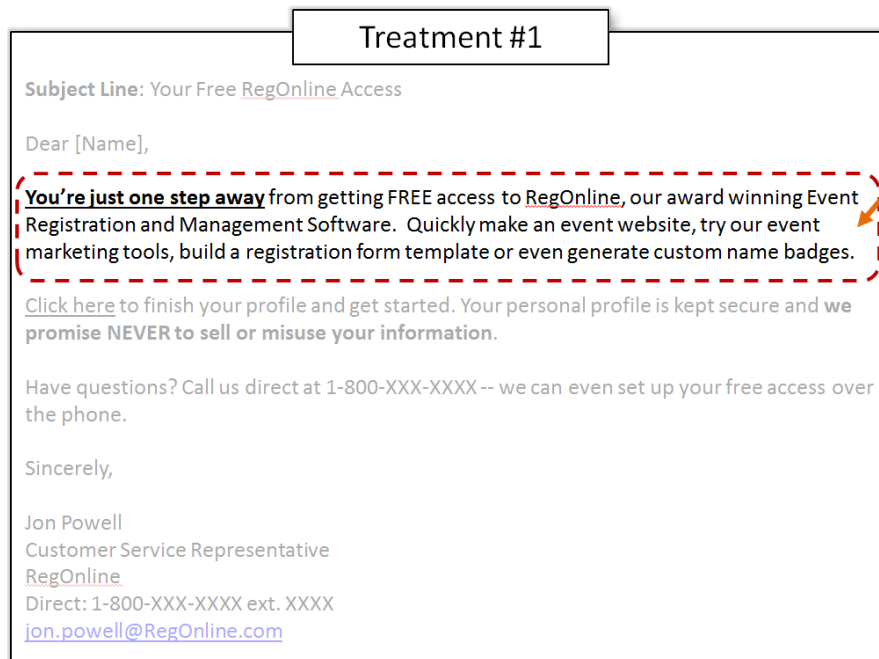 Treatment #1
Subject Line: Your Free RegOnline Access
Dear [Name],
You're just one step away from getting FREE access to RegOnline, our award winning Event
Registration and Management Software.  Quickly make an event website, try our event
marketing tools, build a registration form template or even generate custom name badges.
Click here to finish your profile and get started. Your personal profile is kept secure and we
promise NEVER to sell or misuse your information.
Have questions? Call us direct at 1-800-XXX-XXXX -- we can even set up your free access over
the phone.
Sincerely,
Jon Powell
Customer Service Representative
RegOnline
Direct: 1-800-XXX-XXXX ext. XXXX
jon.powell@RegOnline.com